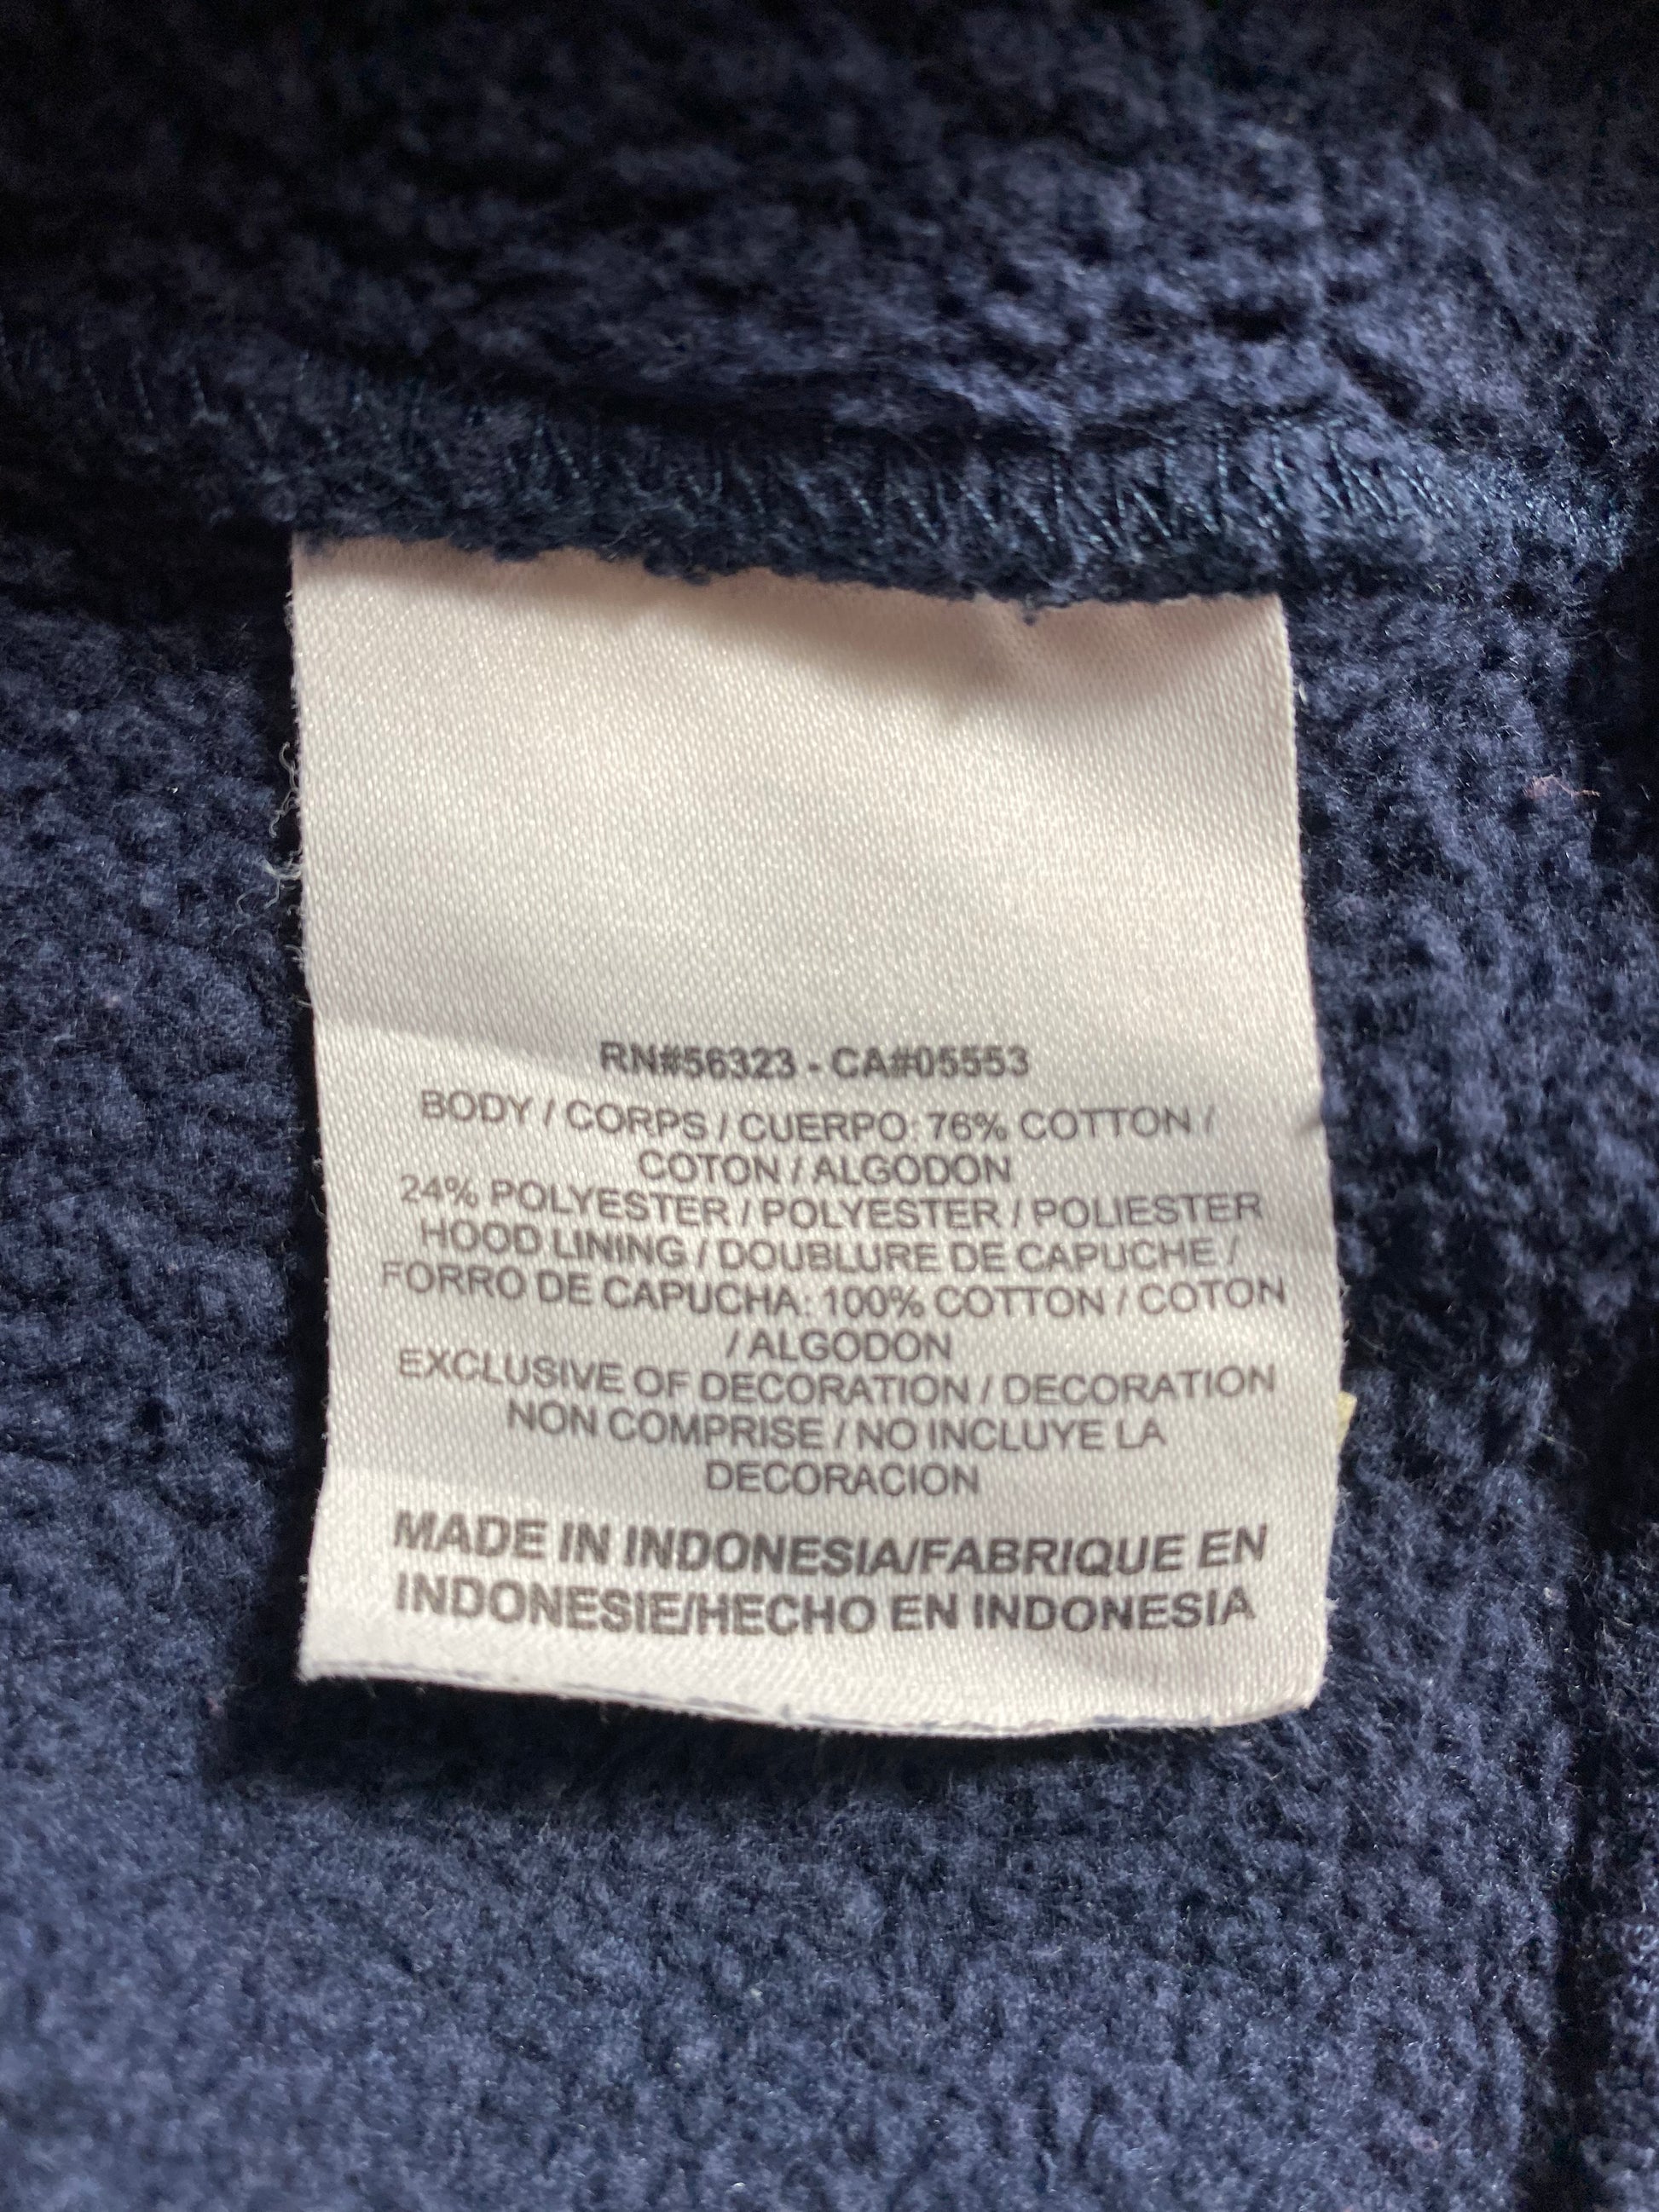 RN#56323 - CA#05553
BODY / CORPS / CUERPO: 76% COTTON /
COTON / ALGODON
24% POLYESTER / POLYESTER / POLIESTER
HOOD LINING / DOUBLURE DE CAPUCHE /
FORRO DE CAPUCHA: 100% COTTON / COTON
/ ALGODON
EXCLUSIVE OF DECORATION / DECORATION
NON COMPRISE / NO INCLUYE LA
DECORACION
MADE IN INDONESIA/FABRIQUE EN
INDONESIE/HECHO EN INDONESIA